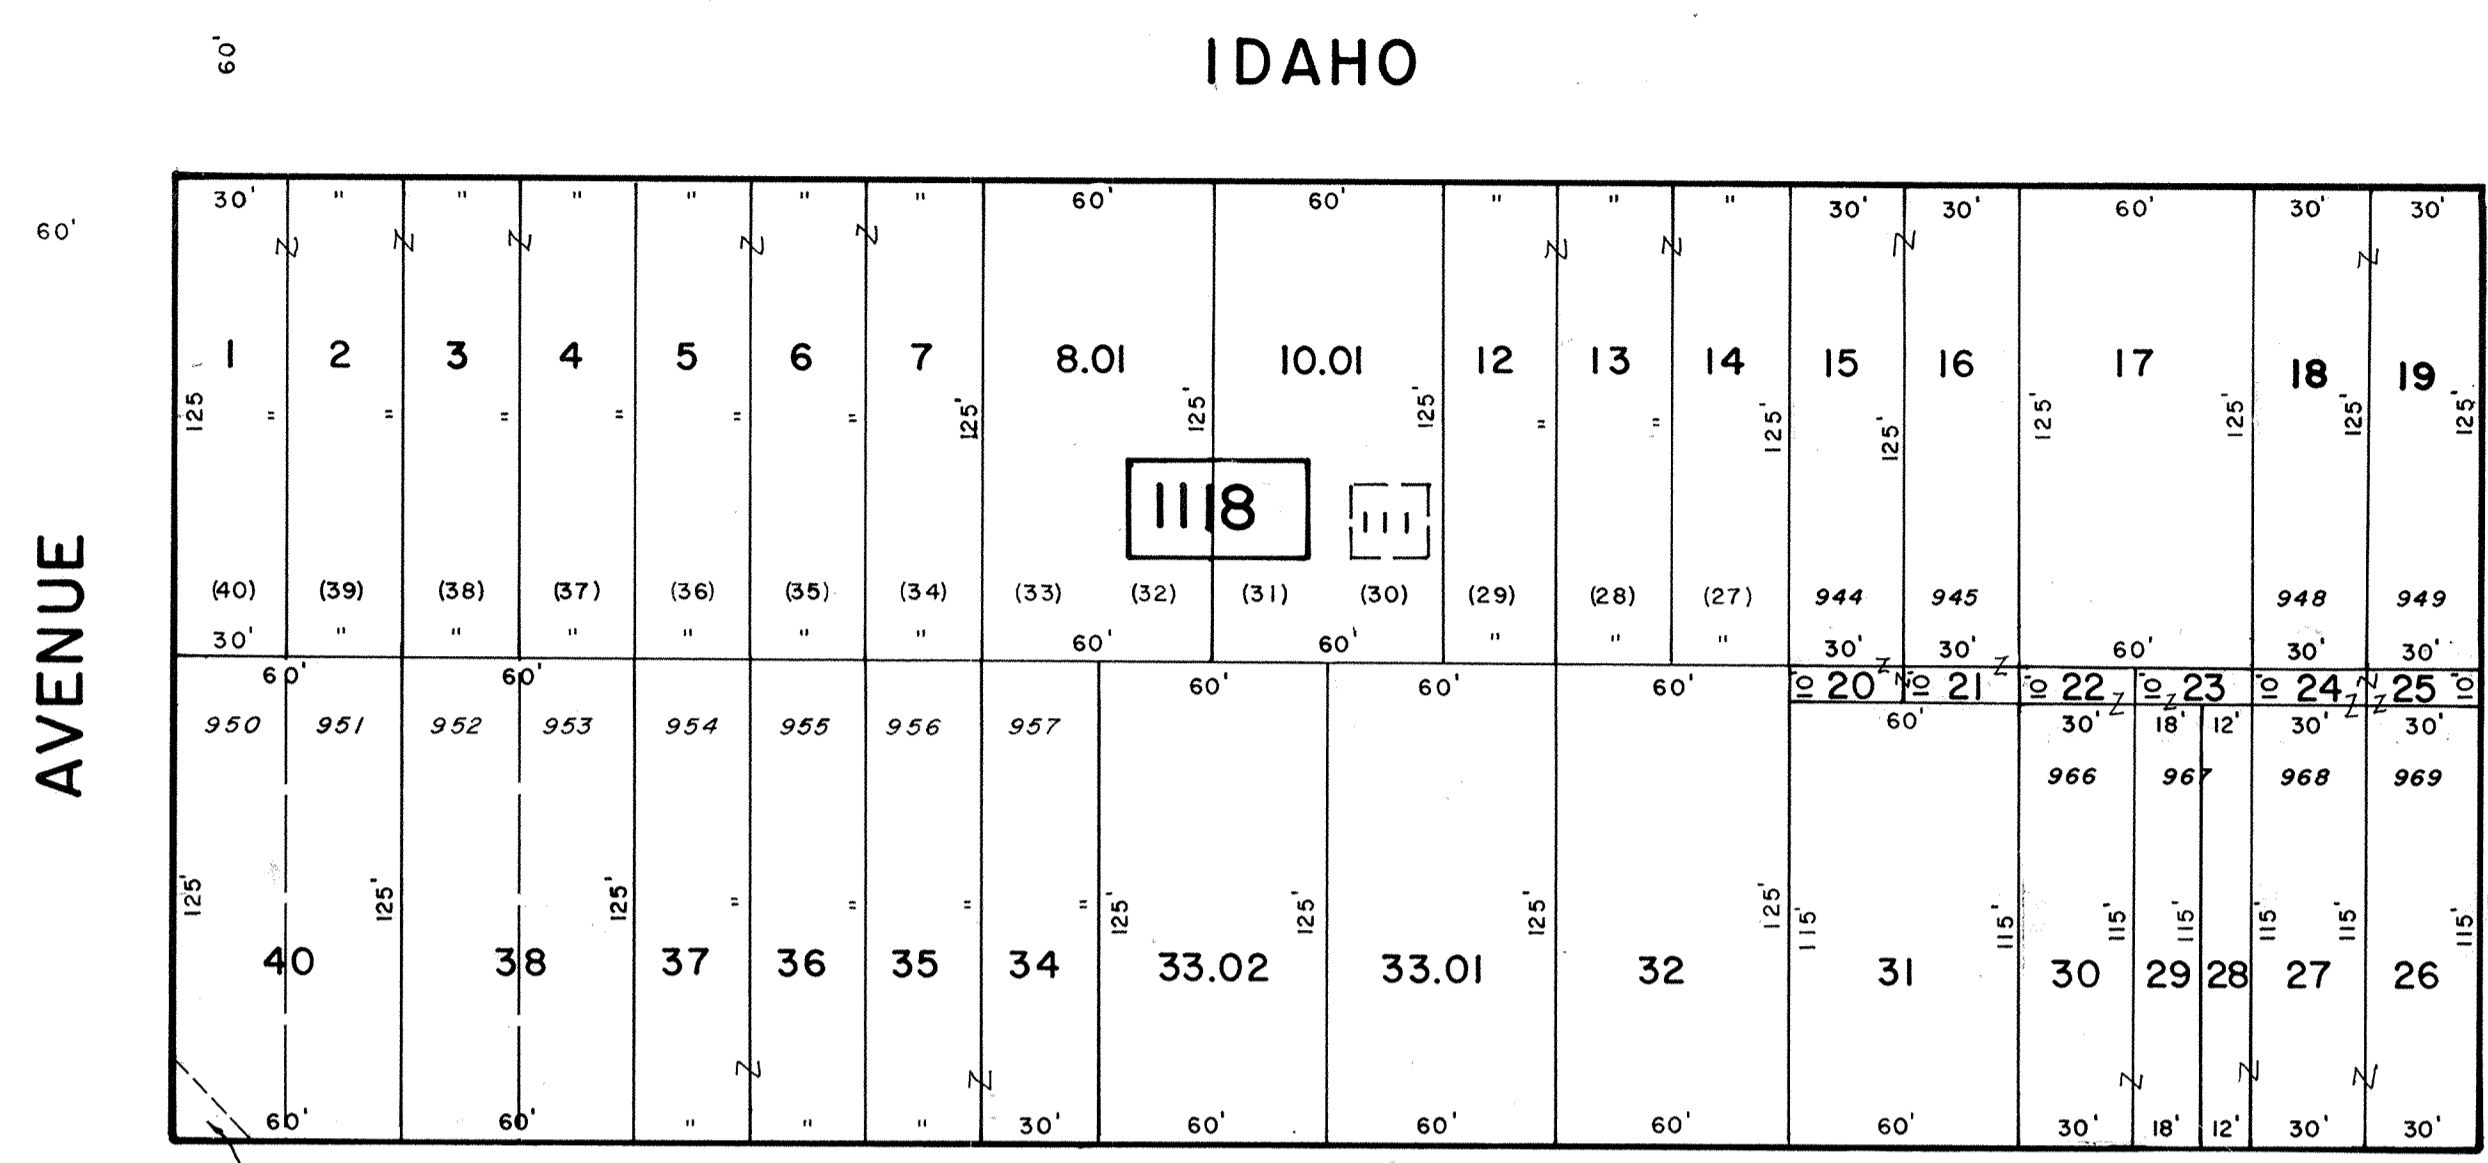 60'
IDAHO
60'
AVENUE
30' " " " " " " 60' 60' " " " 30' 30' 60' 30' 30'
1 2 3 4 5 6 7 8.01 10.01 12 13 14 15 16 17 18 19
125 " " " " " " 125' 125' 125' " " 125' 125' 125' 125' 125' 125'
1118 111
(40) (39) (38) (37) (36) (35) (34) (33) (32) (31) (30) (29) (28) (27) 944 945 948 949
30' " " " " " " 60' 60' " " " 30' 30' 60' 30' 30'
60' 60' 60' 60' 60' 10' 20 10' 21 10' 22 10' 23 10' 24 25 10'
950 951 952 953 954 955 956 957 60' 30' 18' 12' 30' 30'
966 967 968 969
125' 125' 125' " " " " 125' 125' 125' 125' 115' 115' 115' 115' 115' 115' 115'
40 38 37 36 35 34 33.02 33.01 32 31 30 29 28 27 26
60' 60' " " " 30' 60' 60' 60' 60' 30' 18' 12' 30' 30'